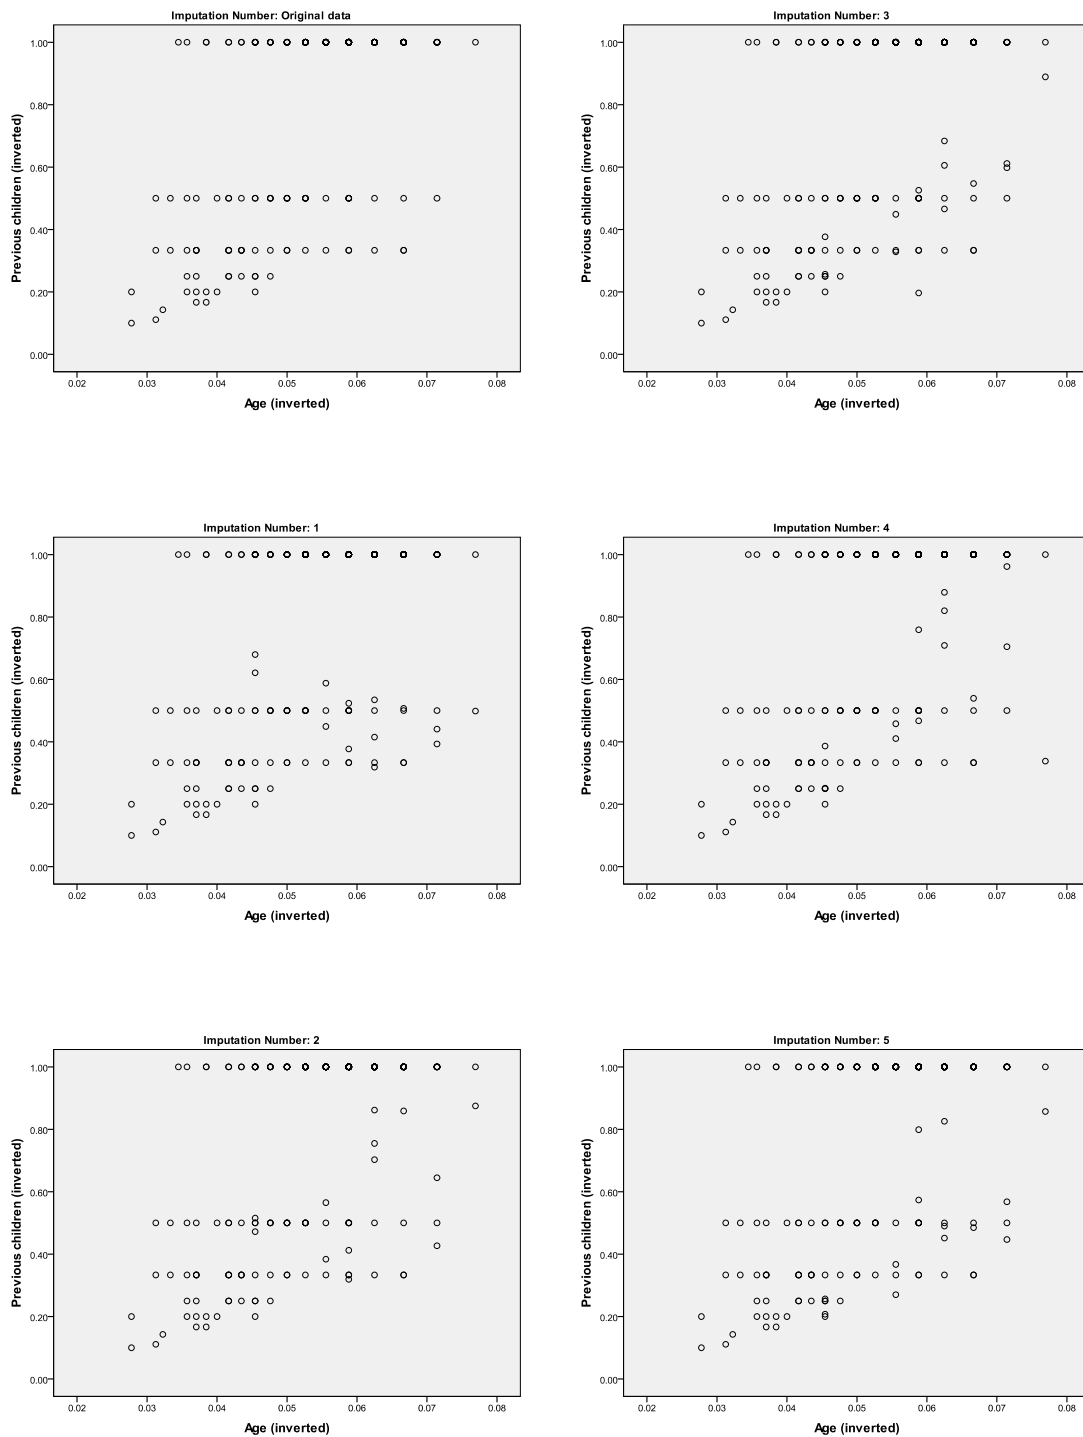 Imputation Number: Original data
1.00
0.80
0.60
0.40
0.20
0.00
Previous children (inverted)
0.02 0.03 0.04 0.05 0.06 0.07 0.08
Age (inverted)
Imputation Number: 3
1.00
0.80
0.60
0.40
0.20
0.00
Previous children (inverted)
0.02 0.03 0.04 0.05 0.06 0.07 0.08
Age (inverted)
Imputation Number: 1
1.00
0.80
0.60
0.40
0.20
0.00
Previous children (inverted)
0.02 0.03 0.04 0.05 0.06 0.07 0.08
Age (inverted)
Imputation Number: 4
1.00
0.80
0.60
0.40
0.20
0.00
Previous children (inverted)
0.02 0.03 0.04 0.05 0.06 0.07 0.08
Age (inverted)
Imputation Number: 2
1.00
0.80
0.60
0.40
0.20
0.00
Previous children (inverted)
0.02 0.03 0.04 0.05 0.06 0.07 0.08
Age (inverted)
Imputation Number: 5
1.00
0.80
0.60
0.40
0.20
0.00
Previous children (inverted)
0.02 0.03 0.04 0.05 0.06 0.07 0.08
Age (inverted)